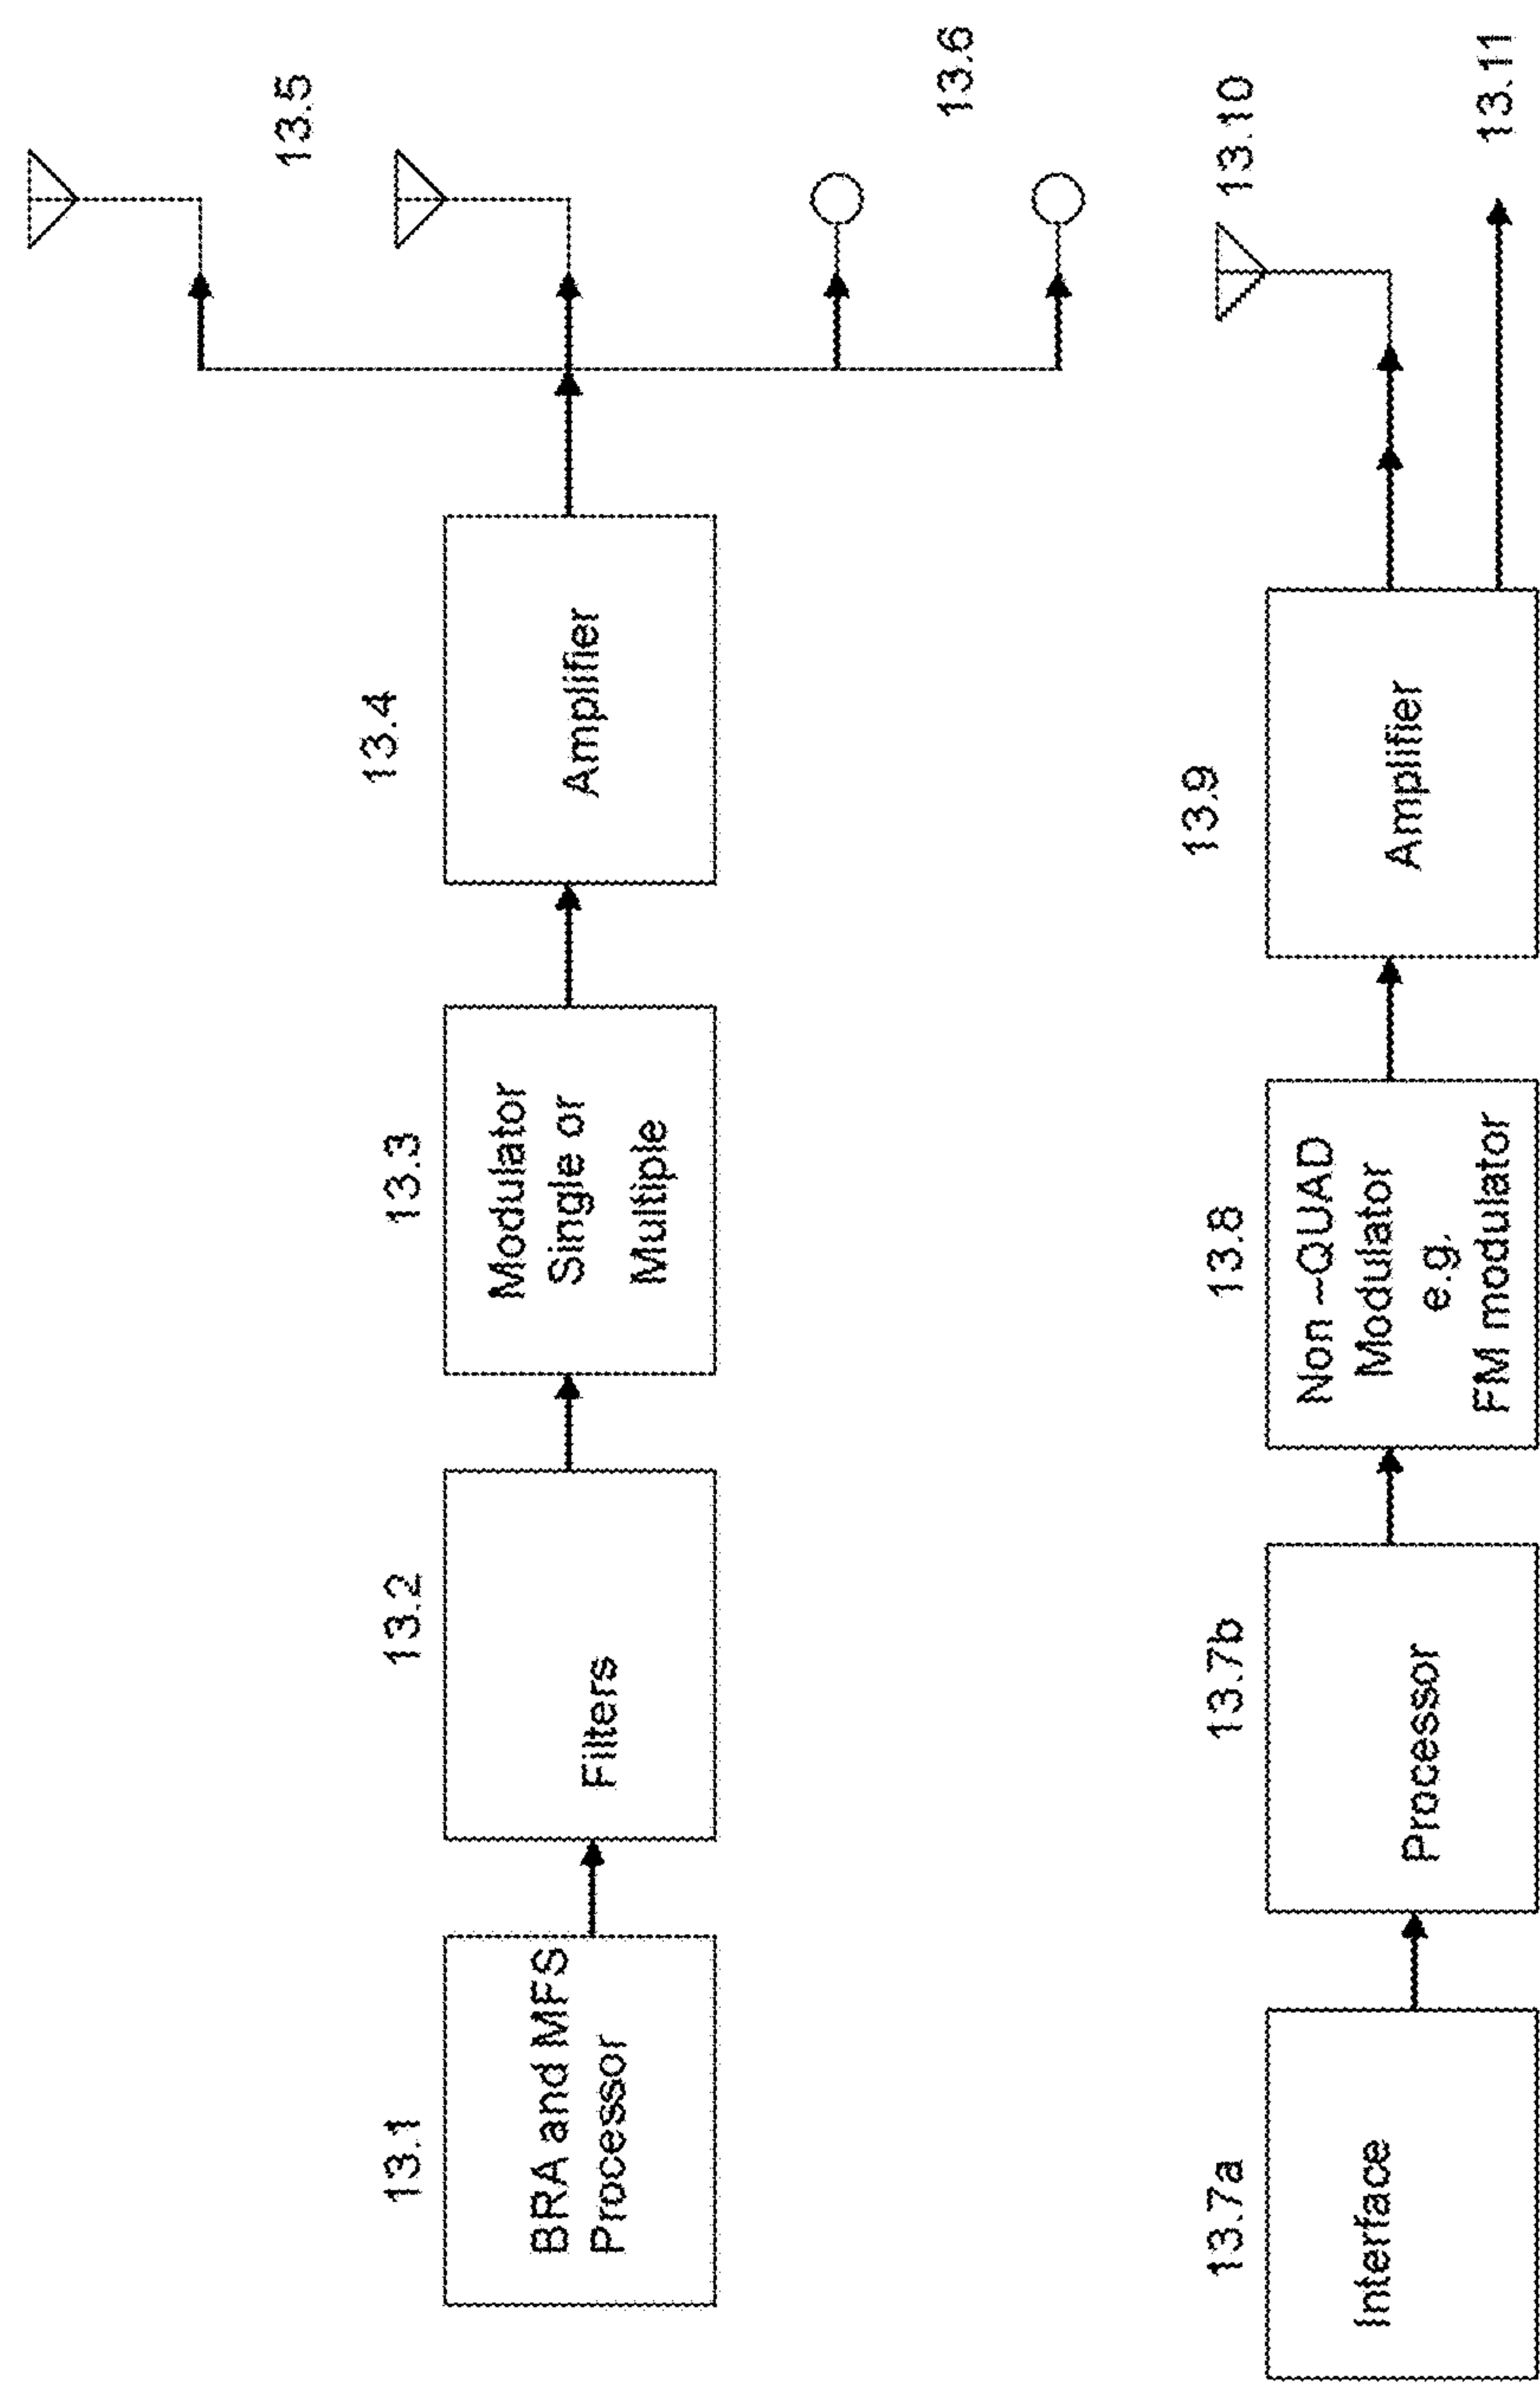 13.1
BRA and MFS
Processor
13.2
Filters
13.3
Modulator
Single or
Multiple
13.4
Amplifier
13.5
13.6
13.7a
Interface
13.7b
Processor
13.8
Non --QUAD
Modulator
e.g.
FM modulator
13.9
Amplifier
13.10
13.11